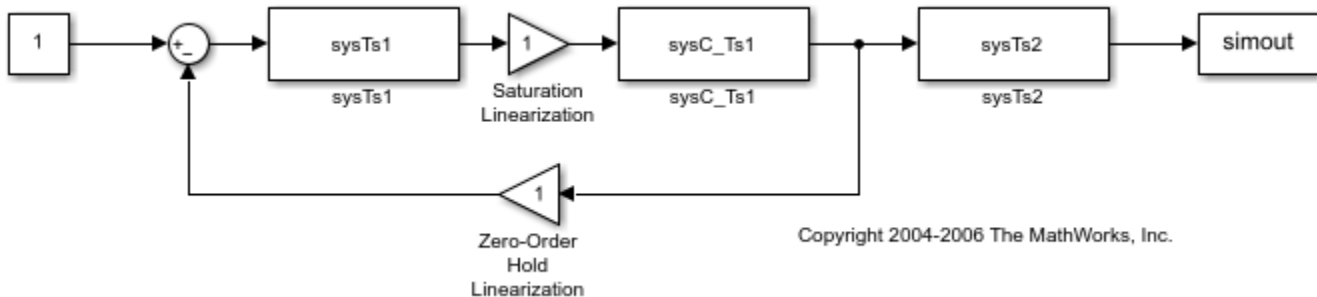 1
+
-
sysTs1
1
sysC_Ts1
sysTs2
simout
sysTs1
Saturation
Linearization
sysC_Ts1
sysTs2
1
Zero-Order
Hold
Linearization
Copyright 2004-2006 The MathWorks, Inc.